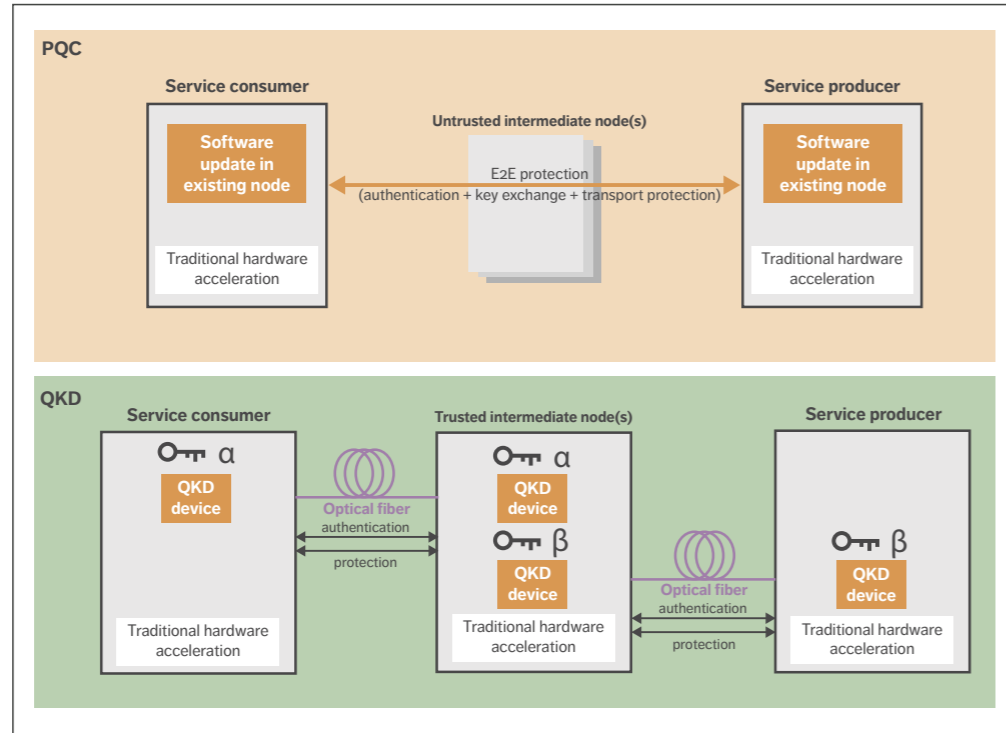 PQC
Service consumer
Service producer
Untrusted intermediate node(s)
Software
update in
existing node
Software
update in
existing node
E2E protection
(authentication + key exchange + transport protection)
Traditional hardware
acceleration
Traditional hardware
acceleration
QKD
Service consumer
Trusted intermediate node(s)
Service producer
α
QKD
device
Optical fiber
authentication
protection
Traditional hardware
acceleration
α
QKD
device
β
QKD
device
Traditional hardware
acceleration
Optical fiber
authentication
protection
β
QKD
device
Traditional hardware
acceleration